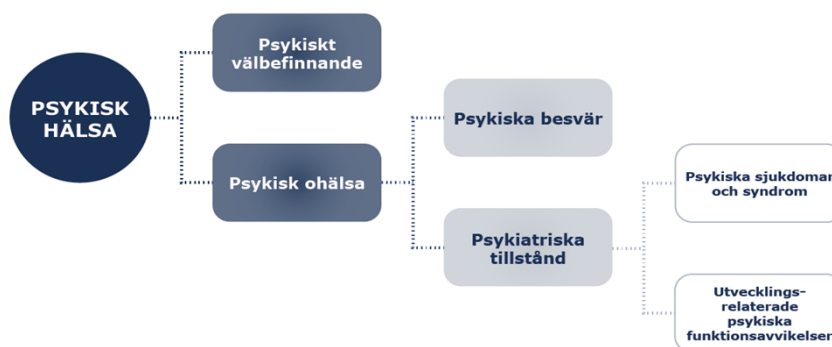 Psykiskt
välbefinnande
PSYKISK
HÄLSA
Psykiska besvär
Psykisk ohälsa
Psykiska sjukdomar
och syndrom
Psykiatriska
tillstånd
Utvecklings-
relaterade
psykiska
funktionsavvikelser